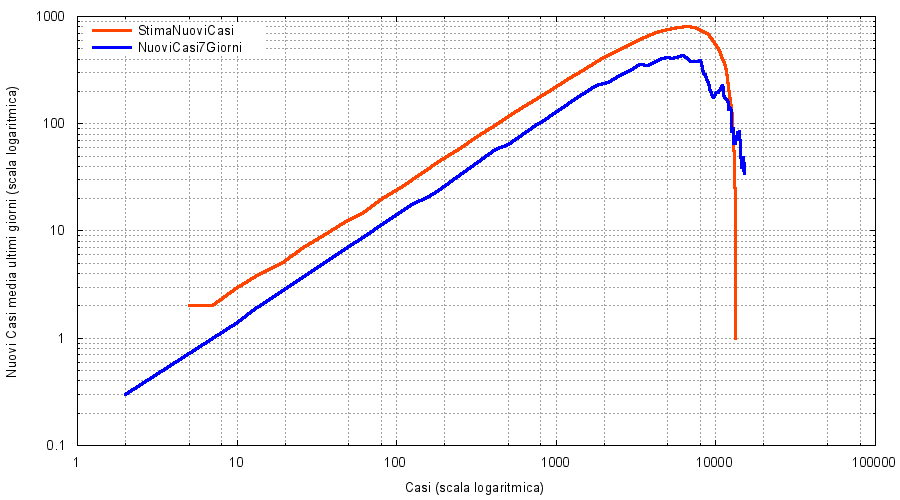 1000
100
10
1
0.1
StimaNuoviCasi
NuoviCasi7Giorni
Nuovi Casi media ultimi giorni (scala logaritmica)
1 10 100 1000 10000 100000
Casi (scala logaritmica)